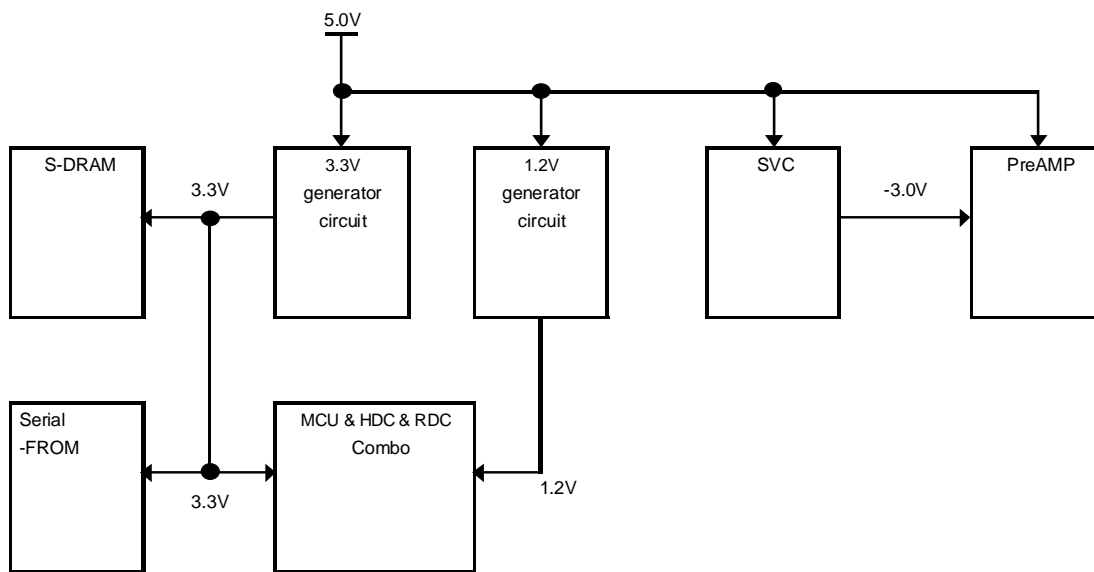 5.0V
S-DRAM
3.3V
3.3V
generator
circuit
1.2V
generator
circuit
SVC
-3.0V
PreAMP
Serial
-FROM
3.3V
MCU & HDC & RDC
Combo
1.2V